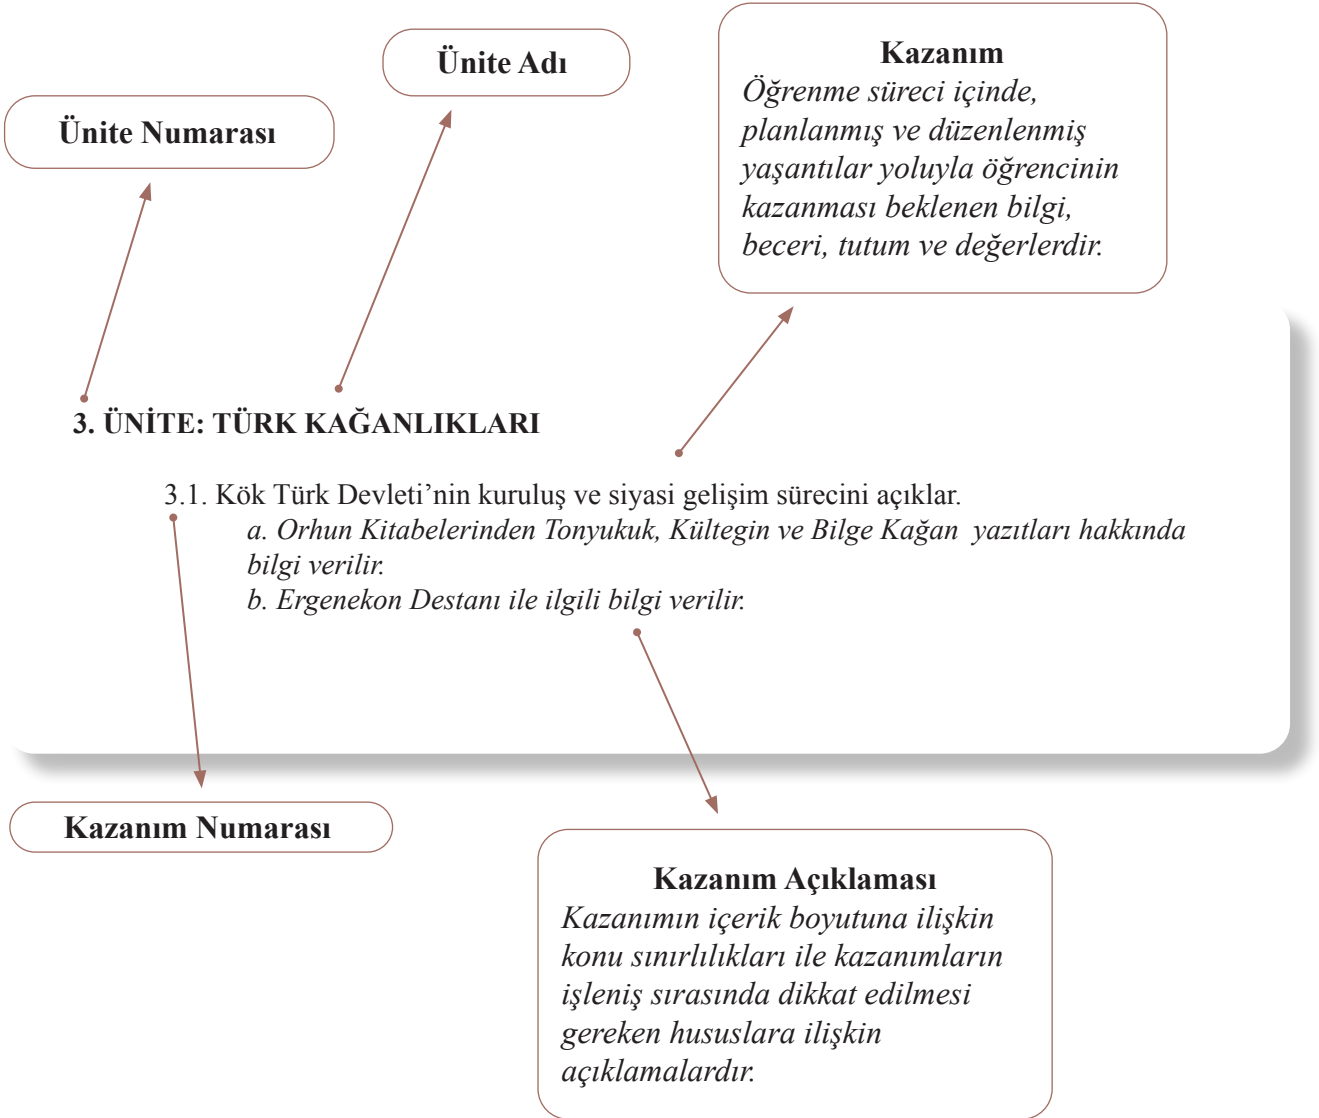 Ünite Numarası
Ünite Adı
Kazanım
Öğrenme süreci içinde,
planlanmış ve düzenlenmiş
yaşantılar yoluyla öğrencinin
kazanması beklenen bilgi,
beceri, tutum ve değerlerdir.
3. ÜNİTE: TÜRK KAĞANLIKLARI
3.1. Kök Türk Devleti’nin kuruluş ve siyasi gelişim sürecini açıklar.
a. Orhun Kitabelerinden Tonyukuk, Kültegin ve Bilge Kağan yazıtları hakkında
bilgi verilir.
b. Ergenekon Destanı ile ilgili bilgi verilir.
Kazanım Numarası
Kazanım Açıklaması
Kazanımın içerik boyutuna ilişkin
konu sınırlılıkları ile kazanımların
işleniş sırasında dikkat edilmesi
gereken hususlara ilişkin
açıklamalardır.